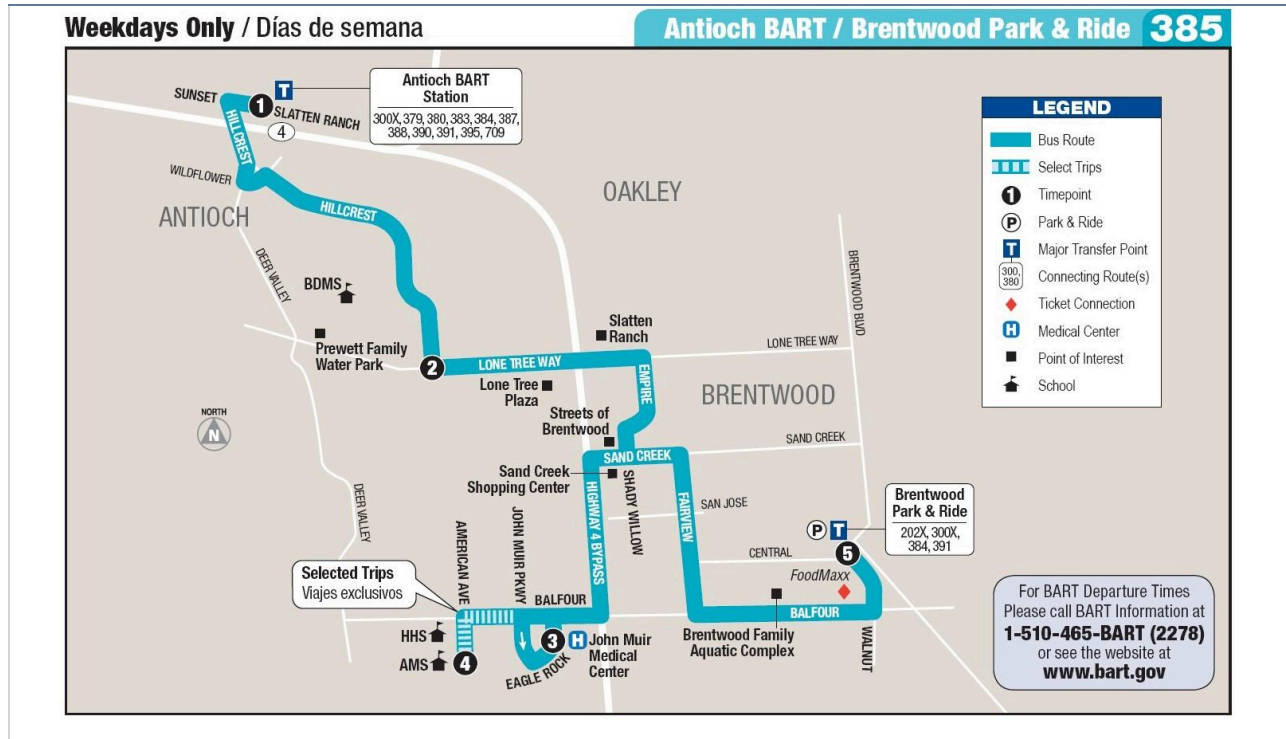 Weekdays Only / Días de semana
Antioch BART / Brentwood Park & Ride 385
SUNSET
1
T
SLATTEN RANCH
4
HILLCREST
Antioch BART
Station
300X, 379, 380, 383, 384, 387,
388, 390, 391, 395, 709
WILDFLOWER
ANTIOCH
HILLCREST
OAKLEY
DEER VALLEY
BDMS
Prewett Family
Water Park
2
LONE TREE WAY
Slatten
Ranch
LONE TREE WAY
BRENTWOOD BLVD
Lone Tree
Plaza
EMPIRE
BRENTWOOD
NORTH
N
Streets of
Brentwood
SAND CREEK
SAND CREEK
Sand Creek
Shopping Center
HIGHWAY 4 BYPASS
SHADY WILLOW
FAIRVIEW
SAN JOSE
DEER VALLEY
AMERICAN AVE
JOHN MUIR PKWY
Brentwood
Park & Ride
202X, 300X,
384, 391
P
T
5
CENTRAL
FoodMaxx
Selected Trips
Viajes exclusivos
BALFOUR
BALFOUR
HHS
AMS
4
3
H
John Muir
Medical
Center
EAGLE ROCK
Brentwood Family
Aquatic Complex
WALNUT
LEGEND
Bus Route
Select Trips
1
Timepoint
P
Park & Ride
T
Major Transfer Point
300,
380
Connecting Route(s)
Ticket Connection
H
Medical Center
Point of Interest
School
For BART Departure Times
Please call BART Information at
1-510-465-BART (2278)
or see the website at
www.bart.gov